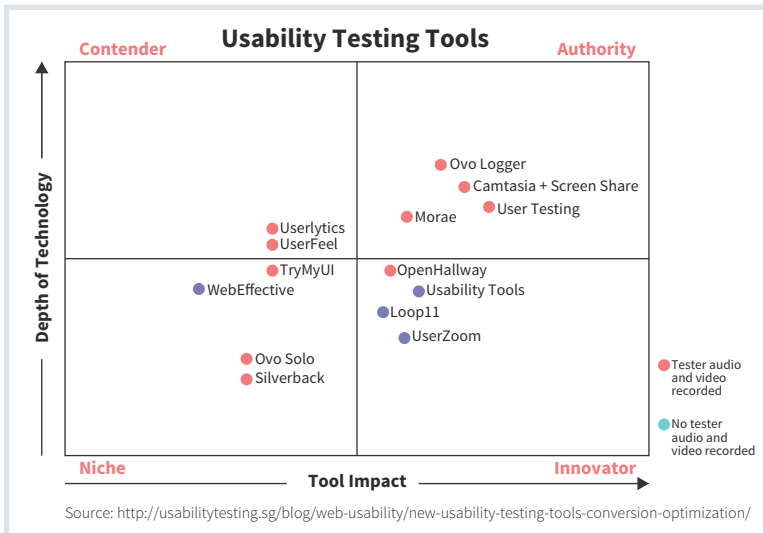 Usability Testing Tools
Contender
Authority
Depth of Technology
Ovo Logger
Camtasia + Screen Share
User Testing
Morae
Userlytics
UserFeel
TryMyUI
OpenHallway
WebEffective
Usability Tools
Loop11
UserZoom
Ovo Solo
Silverback
Tester audio
and video
recorded
No tester
audio and
video recorded
Niche
Innovator
Tool Impact
Source: http://usabilitytesting.sg/blog/web-usability/new-usability-testing-tools-conversion-optimization/